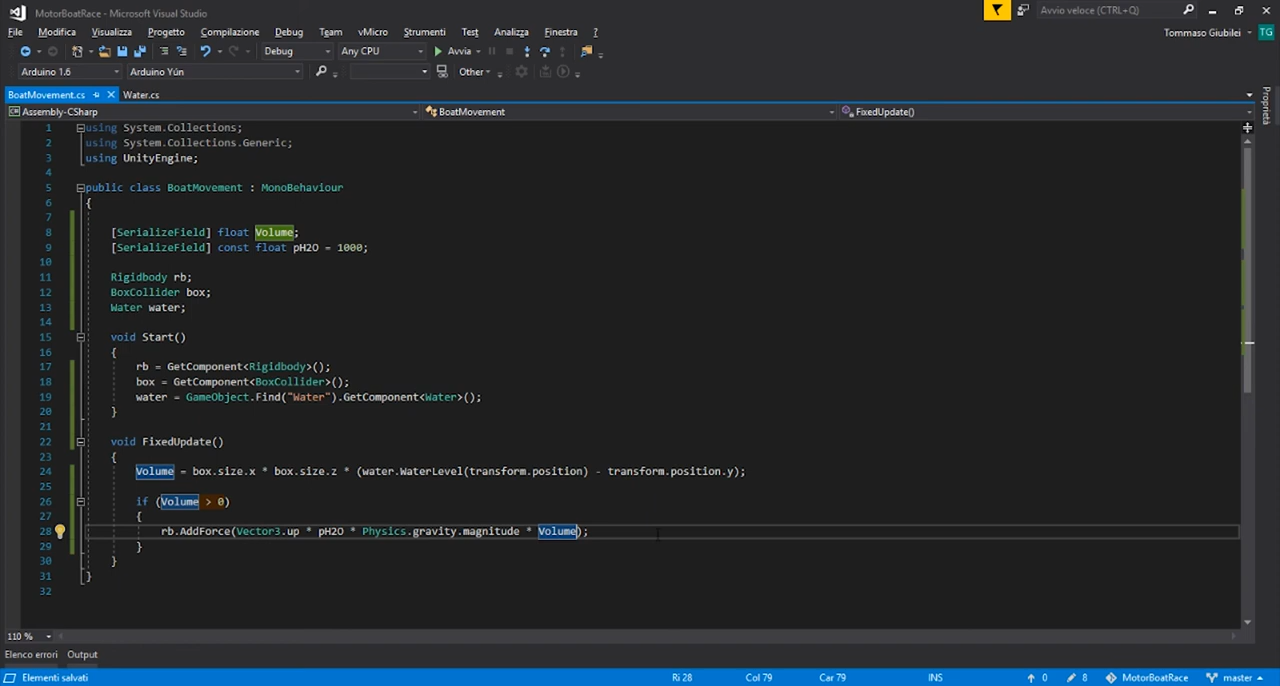 MotorBoatRace - Microsoft Visual Studio
Avvio veloce (CTRL+Q)
File Modifica Visualizza Progetto Compilazione Debug Team vMicro Strumenti Test Analizza Finestra ?
Tommaso Giubilei TG
Debug Any CPU Avvia
Arduino 1.6 Arduino Yún Other
BoatMovement.cs Water.cs
Proprietà
Assembly-CSharp BoatMovement FixedUpdate()
1 using System.Collections;
2 using System.Collections.Generic;
3 using UnityEngine;
4
5 public class BoatMovement : MonoBehaviour
6 {
7
8 [SerializeField] float Volume;
9 [SerializeField] const float pH2O = 1000;
10
11 Rigidbody rb;
12 BoxCollider box;
13 Water water;
14
15 void Start()
16 {
17 rb = GetComponent<Rigidbody>();
18 box = GetComponent<BoxCollider>();
19 water = GameObject.Find("Water").GetComponent<Water>();
20 }
21
22 void FixedUpdate()
23 {
24 Volume = box.size.x * box.size.z * (water.WaterLevel(transform.position) - transform.position.y);
25
26 if (Volume > 0)
27 {
28 rb.AddForce(Vector3.up * pH2O * Physics.gravity.magnitude * Volume);
29 }
30 }
31 }
32
110 %
Elenco errori Output
Elementi salvati Ri 28 Col 79 Car 79 INS 0 8 MotorBoatRace master